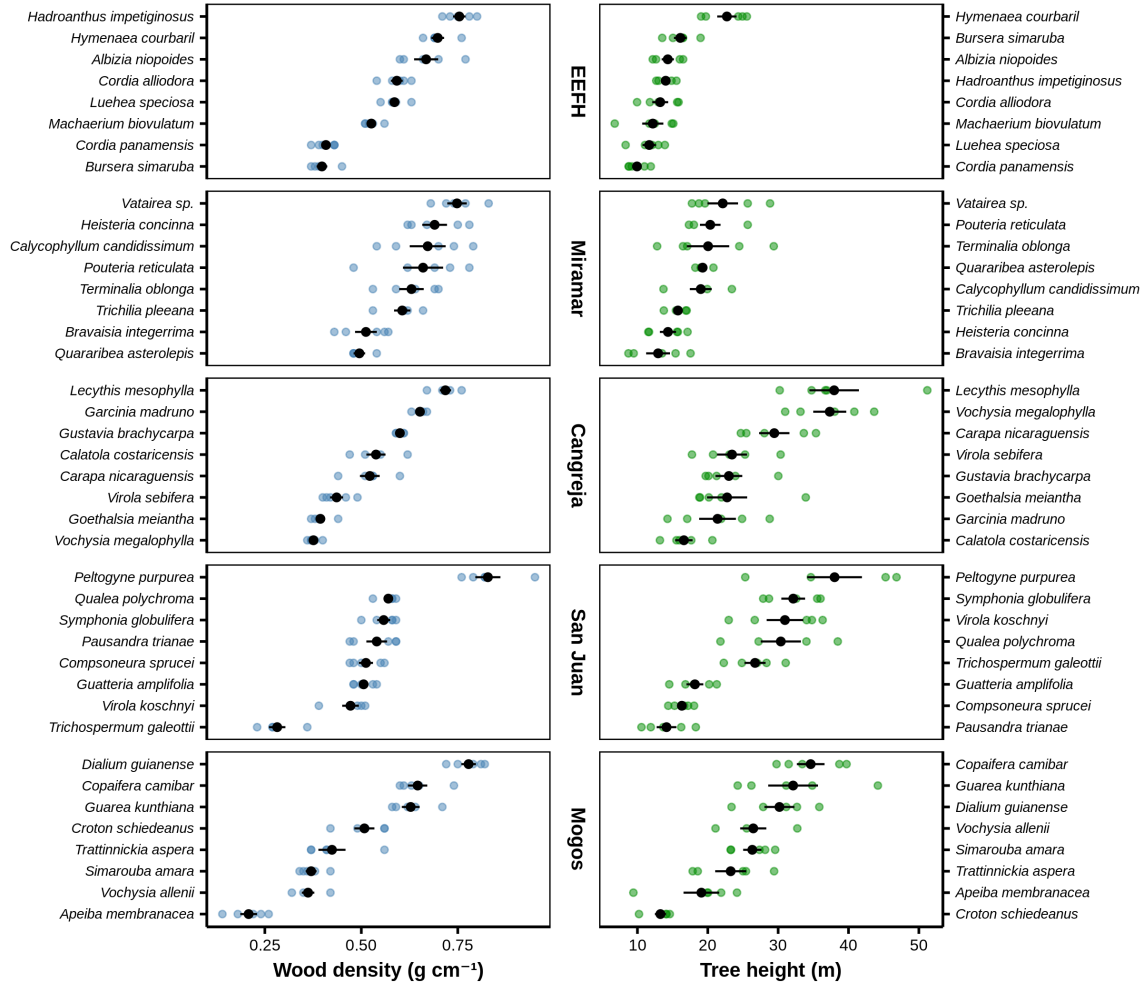 Hadroanthus impetiginosus
Hymenaea courbaril
Albizia niopoides
Cordia alliodora
Luehea speciosa
Machaerium biovulatum
Cordia panamensis
Bursera simaruba
EEFH
Hymenaea courbaril
Bursera simaruba
Albizia niopoides
Hadroanthus impetiginosus
Cordia alliodora
Machaerium biovulatum
Luehea speciosa
Cordia panamensis
Vatairea sp.
Heisteria concinna
Calycophyllum candidissimum
Pouteria reticulata
Terminalia oblonga
Trichilia pleeana
Bravaisia integerrima
Quararibea asterolepis
Miramar
Vatairea sp.
Pouteria reticulata
Terminalia oblonga
Quararibea asterolepis
Calycophyllum candidissimum
Trichilia pleeana
Heisteria concinna
Bravaisia integerrima
Lecythis mesophylla
Garcinia madruno
Gustavia brachycarpa
Calatola costaricensis
Carapa nicaraguensis
Virola sebifera
Goethalsia meiantha
Vochysia megalophylla
Cangreja
Lecythis mesophylla
Vochysia megalophylla
Carapa nicaraguensis
Virola sebifera
Gustavia brachycarpa
Goethalsia meiantha
Garcinia madruno
Calatola costaricensis
Peltogyne purpurea
Qualea polychroma
Symphonia globulifera
Pausandra trianae
Compsoneura sprucei
Guatteria amplifolia
Virola koschnyi
Trichospermum galeottii
San Juan
Peltogyne purpurea
Symphonia globulifera
Virola koschnyi
Qualea polychroma
Trichospermum galeottii
Guatteria amplifolia
Compsoneura sprucei
Pausandra trianae
Dialium guianense
Copaifera camibar
Guarea kunthiana
Croton schiedeanus
Trattinnickia aspera
Simarouba amara
Vochysia allenii
Apeiba membranacea
Mogos
Copaifera camibar
Guarea kunthiana
Dialium guianense
Vochysia allenii
Simarouba amara
Trattinnickia aspera
Apeiba membranacea
Croton schiedeanus
0.25 0.50 0.75
Wood density (g cm⁻¹)
10 20 30 40 50
Tree height (m)